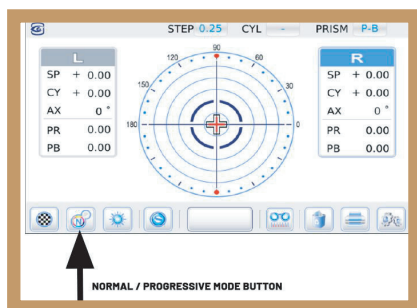 STEP 0.25 CYL - PRISM P-B
L
SP + 0.00
CY + 0.00
AX 0 °
PR 0.00
PB 0.00
90
120
60
150
30
180
0
R
SP + 0.00
CY + 0.00
AX 0 °
PR 0.00
PB 0.00
N
NORMAL / PROGRESSIVE MODE BUTTON